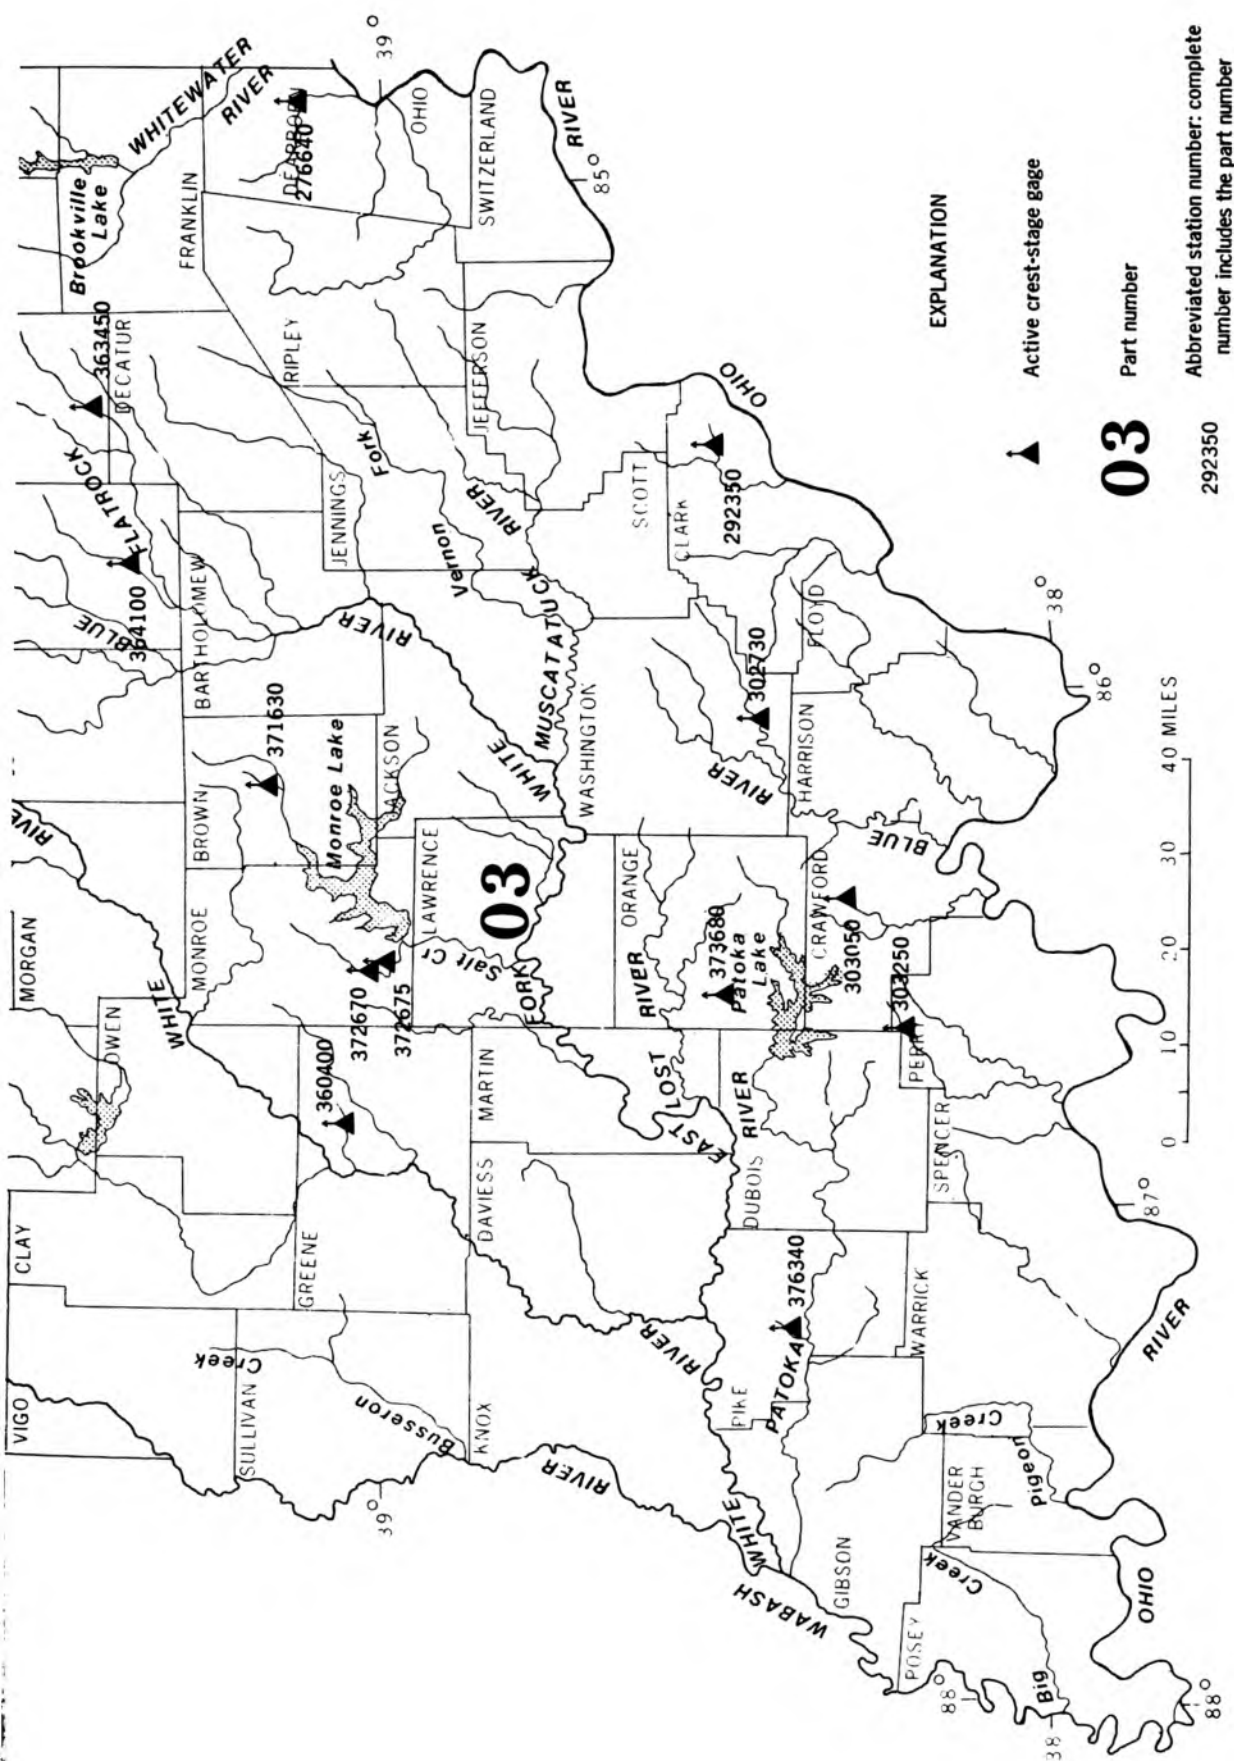 VIGO
CLAY
MORGAN
RIVE
OWEN
WHITE
MONROE
BROWN
BARTHOLOMEW
BLUE
364100
FLATROCK
363450
DECATUR
Brookville
Lake
WHITEWATER
RIVER
FRANKLIN
DEARBORN
276640
39°
OHIO
SWITZERLAND
RIPLEY
JEFFERSON
JENNINGS
Vernon
Fork
RIVER
MUSCATATUCK
RIVER
WHITE
371630
Monroe Lake
JACKSON
LAWRENCE
03
Salt Cr
FORK
372670
372675
360400
GREENE
SULLIVAN
Busseron
Creek
39°
KNOX
DAVIESS
MARTIN
EAST
LOST
RIVER
ORANGE
WASHINGTON
SCOTT
CLARK
292350
OHIO
RIVER
85°
FLOYD
302730
HARRISON
BLUE
RIVER
CRAWFORD
303050
303250
373680
Patoka
Lake
RIVER
DUBOIS
PERRY
SPENCER
376340
PATOKA
PIKE
RIVER
WHITE
RIVER
WABASH
GIBSON
WARRICK
VANDER
BURGH
Pigeon
Creek
POSEY
Big
Creek
88°
38
88°
OHIO
RIVER
87°
86°
38°
0 10 20 30 40 MILES
EXPLANATION
Active crest-stage gage
03 Part number
292350 Abbreviated station number: complete
number includes the part number